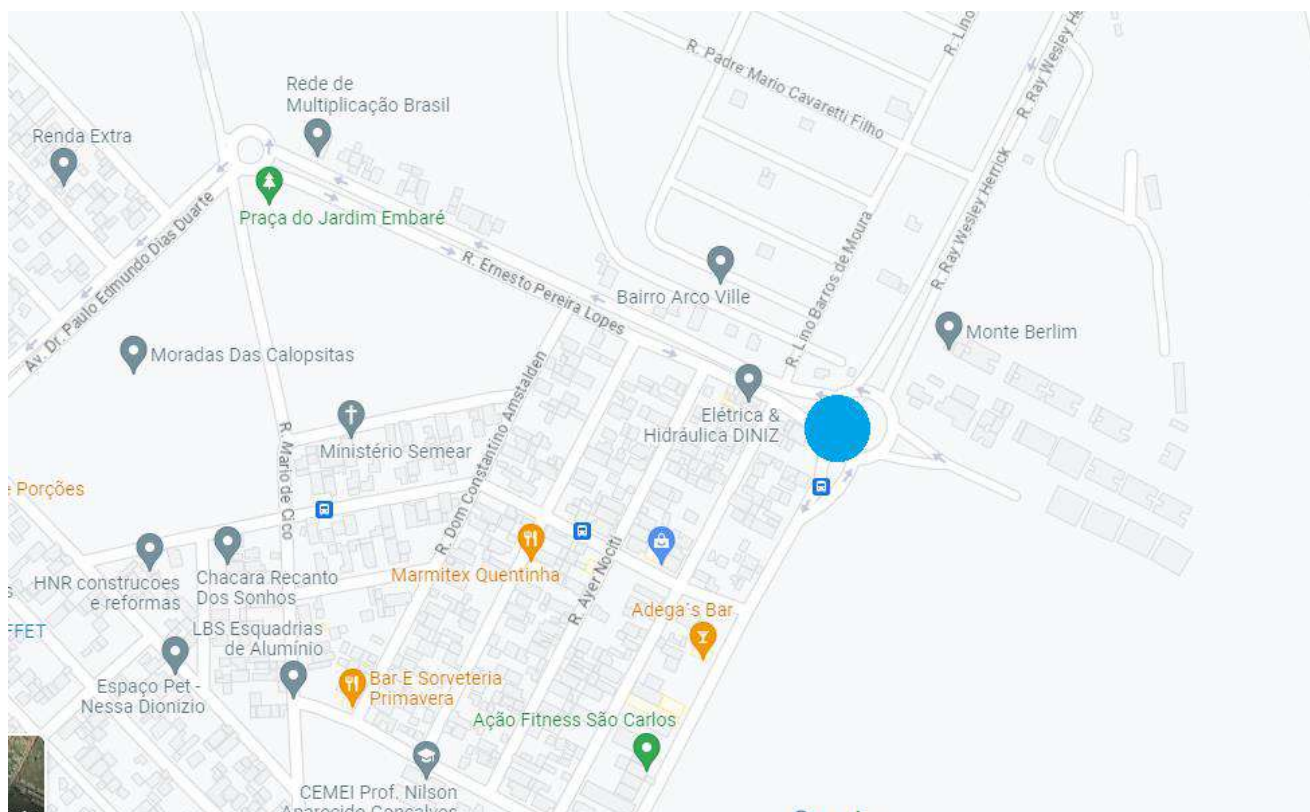 R. Padre Mario Cavaretti Filho
R. Lino
R. Ray Wesley He
R. Ray Wesley Herrick
Rede de
Multiplicação Brasil
Renda Extra
Praça do Jardim Embaré
Av. Dr. Paulo Edmundo Dias Duarte
R. Ernesto Pereira Lopes
Bairro Arco Ville
R. Lino Barros de Moura
Monte Berlim
Moradas Das Calopsitas
Elétrica &
Hidráulica DINIZ
R. Dom Constantino Amstalden
Ministério Semear
R. Mario de Cico
e Porções
HNR construcoes
e reformas
Chacara Recanto
Dos Sonhos
Marmitex Quentinha
R. Ayer Nociti
Adega´s Bar
FFET
LBS Esquadrias
de Alumínio
Espaço Pet -
Nessa Dionizio
Bar E Sorveteria
Primavera
Ação Fitness São Carlos
CEMEI Prof. Nilson
Aparecido Gonçalves